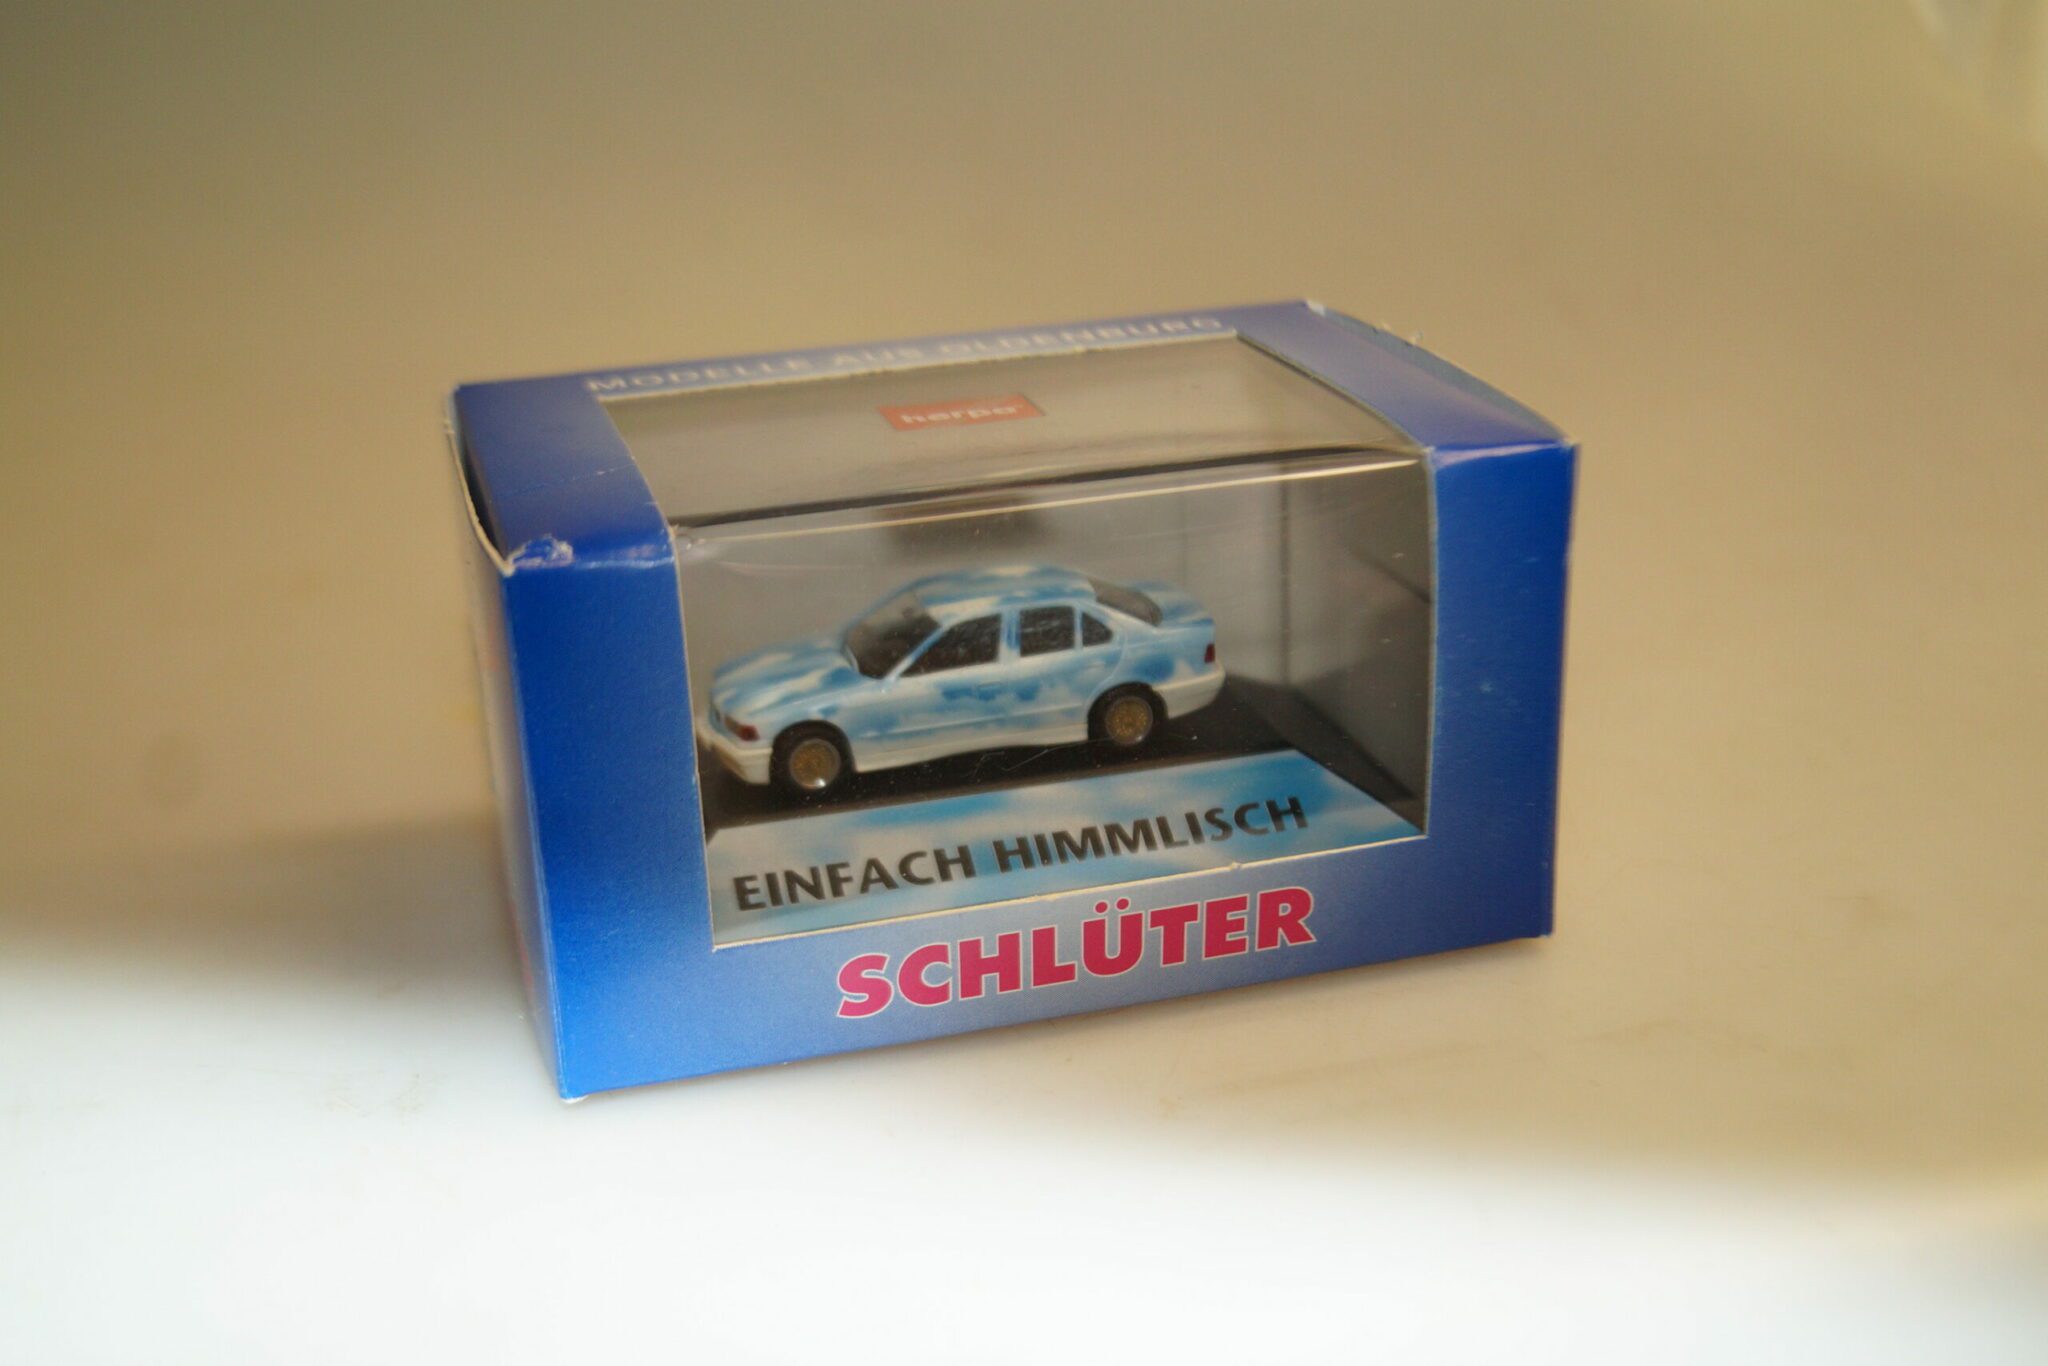 MODELLE AUS OLDENBURG
herpa
EINFACH HIMMLISCH
SCHLÜTER